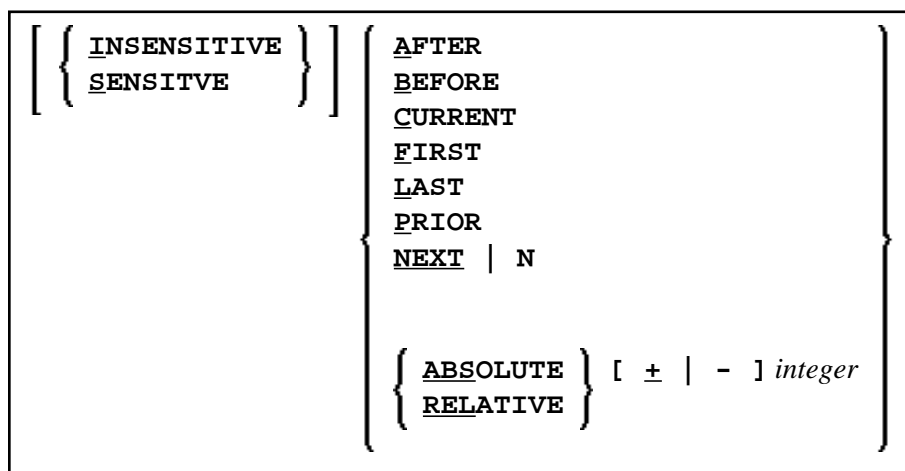 INSENSITIVE
SENSITVE
AFTER
BEFORE
CURRENT
FIRST
LAST
PRIOR
NEXT | N
ABSOLUTE
RELATIVE
[ + | - ] integer